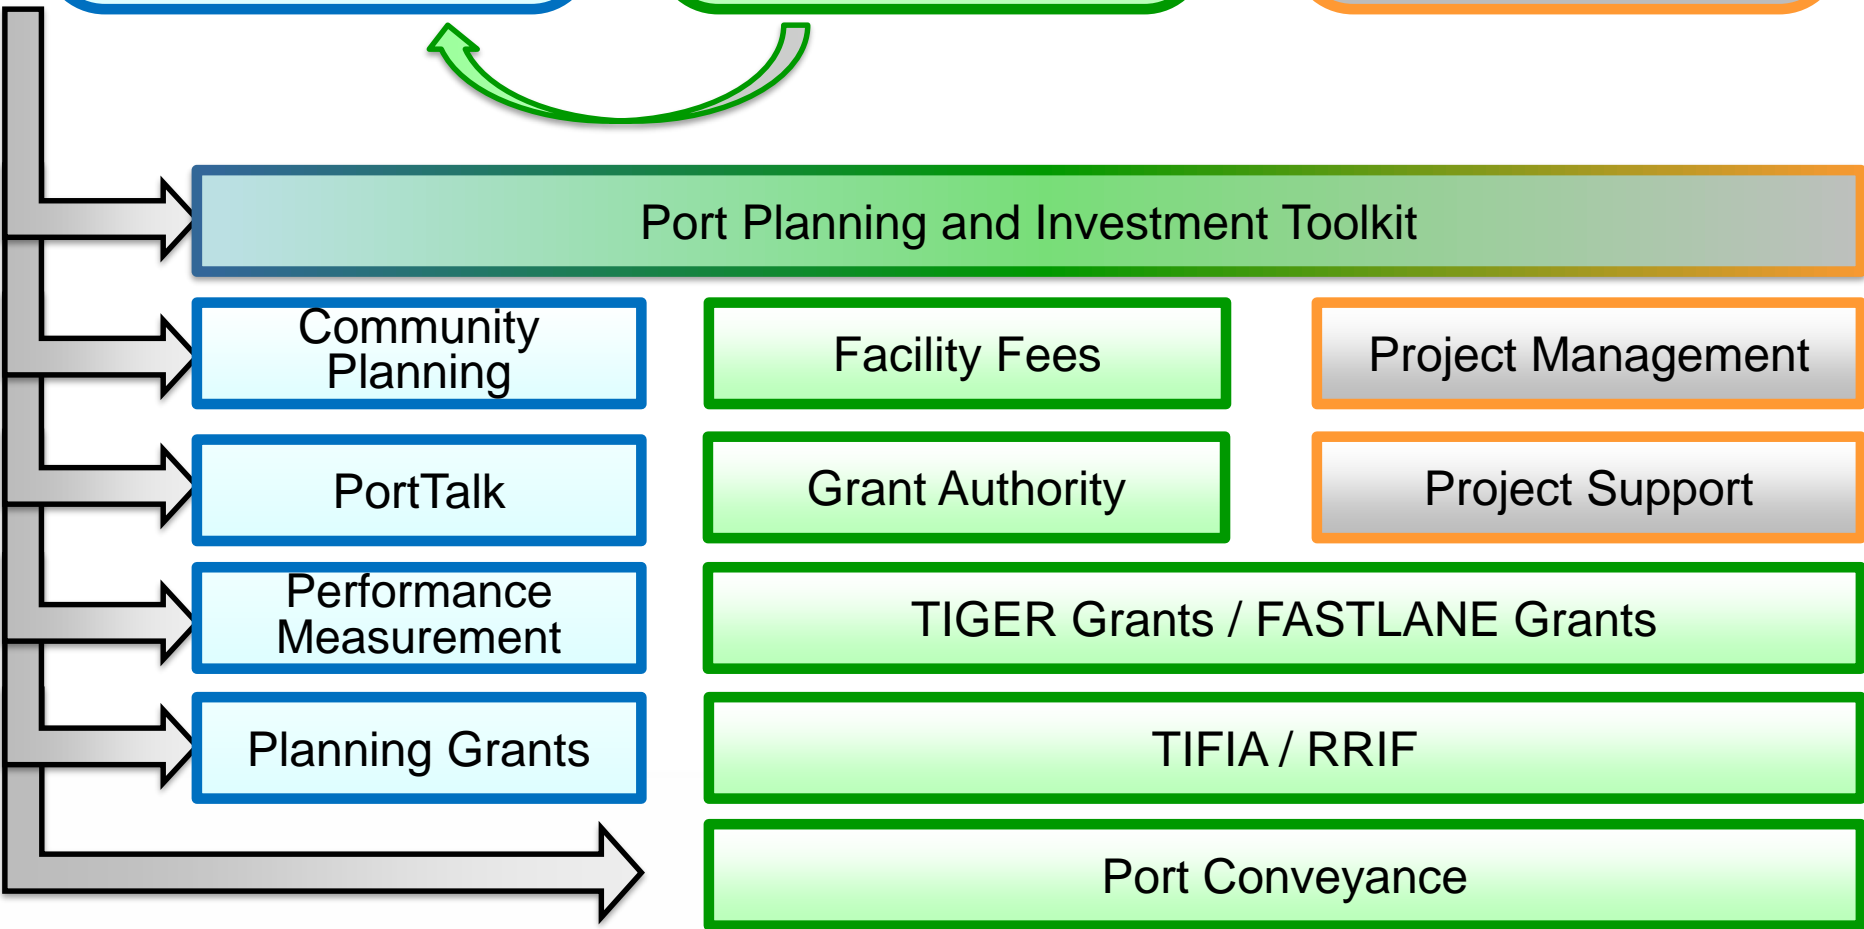 Port Planning and Investment Toolkit
Community
Planning
Facility Fees
Project Management
PortTalk
Grant Authority
Project Support
Performance
Measurement
TIGER Grants / FASTLANE Grants
Planning Grants
TIFIA / RRIF
Port Conveyance